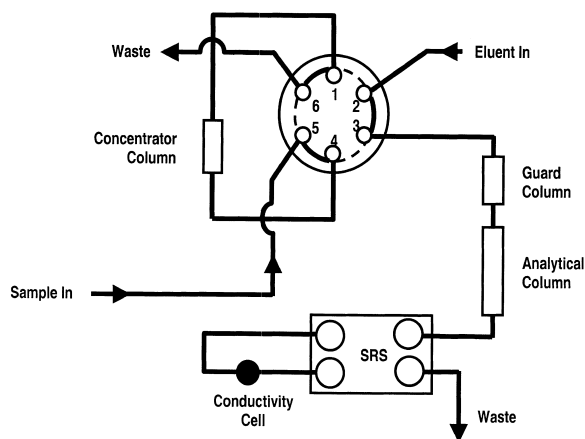 Waste
Eluent In
1
6
2
5
3
4
Concentrator
Column
Guard
Column
Analytical
Column
Sample In
SRS
Conductivity
Cell
Waste